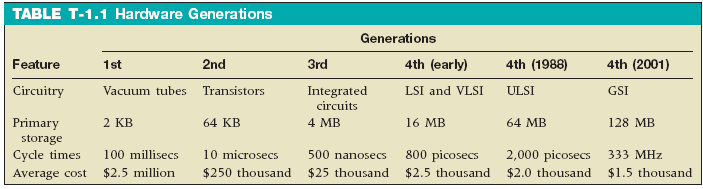 TABLE T-1.1 Hardware Generations
Generations
Feature 1st 2nd 3rd 4th (early) 4th (1988) 4th (2001)
Circuitry Vacuum tubes Transistors Integrated LSI and VLSI ULSI GSI
circuits
Primary 2 KB 64 KB 4 MB 16 MB 64 MB 128 MB
storage
Cycle times 100 millisecs 10 microsecs 500 nanosecs 800 picosecs 2,000 picosecs 333 MHz
Average cost $2.5 million $250 thousand $25 thousand $2.5 thousand $2.0 thousand $1.5 thousand